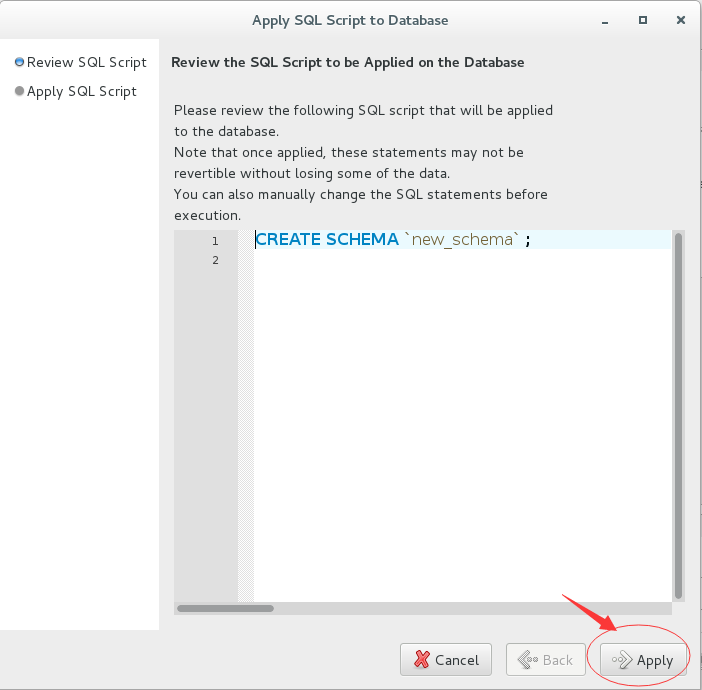 Apply SQL Script to Database
Review SQL Script
Apply SQL Script
Review the SQL Script to be Applied on the Database
Please review the following SQL script that will be applied
to the database.
Note that once applied, these statements may not be
revertible without losing some of the data.
You can also manually change the SQL statements before
execution.
1 CREATE SCHEMA `new_schema` ;
2
Cancel
Back
Apply